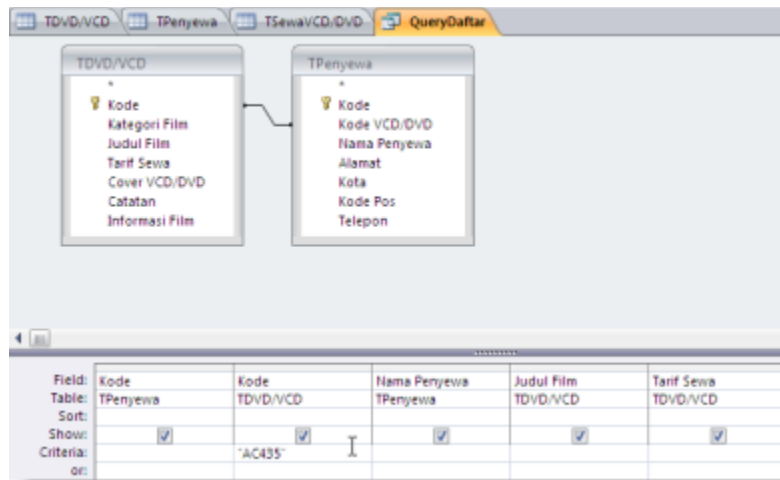 TDVD/VCD TPenyewa TSewaVCD/DVD QueryDaftar
TDVD/VCD TPenyewa
* *
Kode Kode
Kategori Film Kode VCD/DVD
Judul Film Nama Penyewa
Tarif Sewa Alamat
Cover VCD/DVD Kota
Catatan Kode Pos
Informasi Film Telepon
Field: Kode Kode Nama Penyewa Judul Film Tarif Sewa
Table: TPenyewa TDVD/VCD TPenyewa TDVD/VCD TDVD/VCD
Sort:
Show:
Criteria: "AC435"
or: